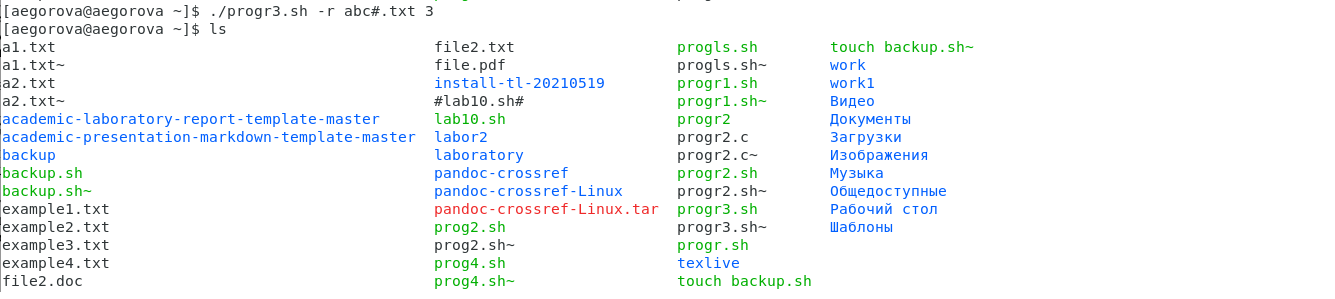 [aegorova@aegorova ~]$ ./progr3.sh -r abc#.txt 3
[aegorova@aegorova ~]$ ls
a1.txt file2.txt progls.sh touch backup.sh~
a1.txt~ file.pdf progls.sh~ work
a2.txt install-tl-20210519 progr1.sh work1
a2.txt~ #lab10.sh# progr1.sh~ Видео
academic-laboratory-report-template-master lab10.sh progr2 Документы
academic-presentation-markdown-template-master labor2 progr2.c Загрузки
backup laboratory progr2.c~ Изображения
backup.sh pandoc-crossref progr2.sh Музыка
backup.sh~ pandoc-crossref-Linux progr2.sh~ Общедоступные
example1.txt pandoc-crossref-Linux.tar progr3.sh Рабочий стол
example2.txt prog2.sh progr3.sh~ Шаблоны
example3.txt prog2.sh~ progr.sh
example4.txt prog4.sh texlive
file2.doc prog4.sh~ touch backup.sh